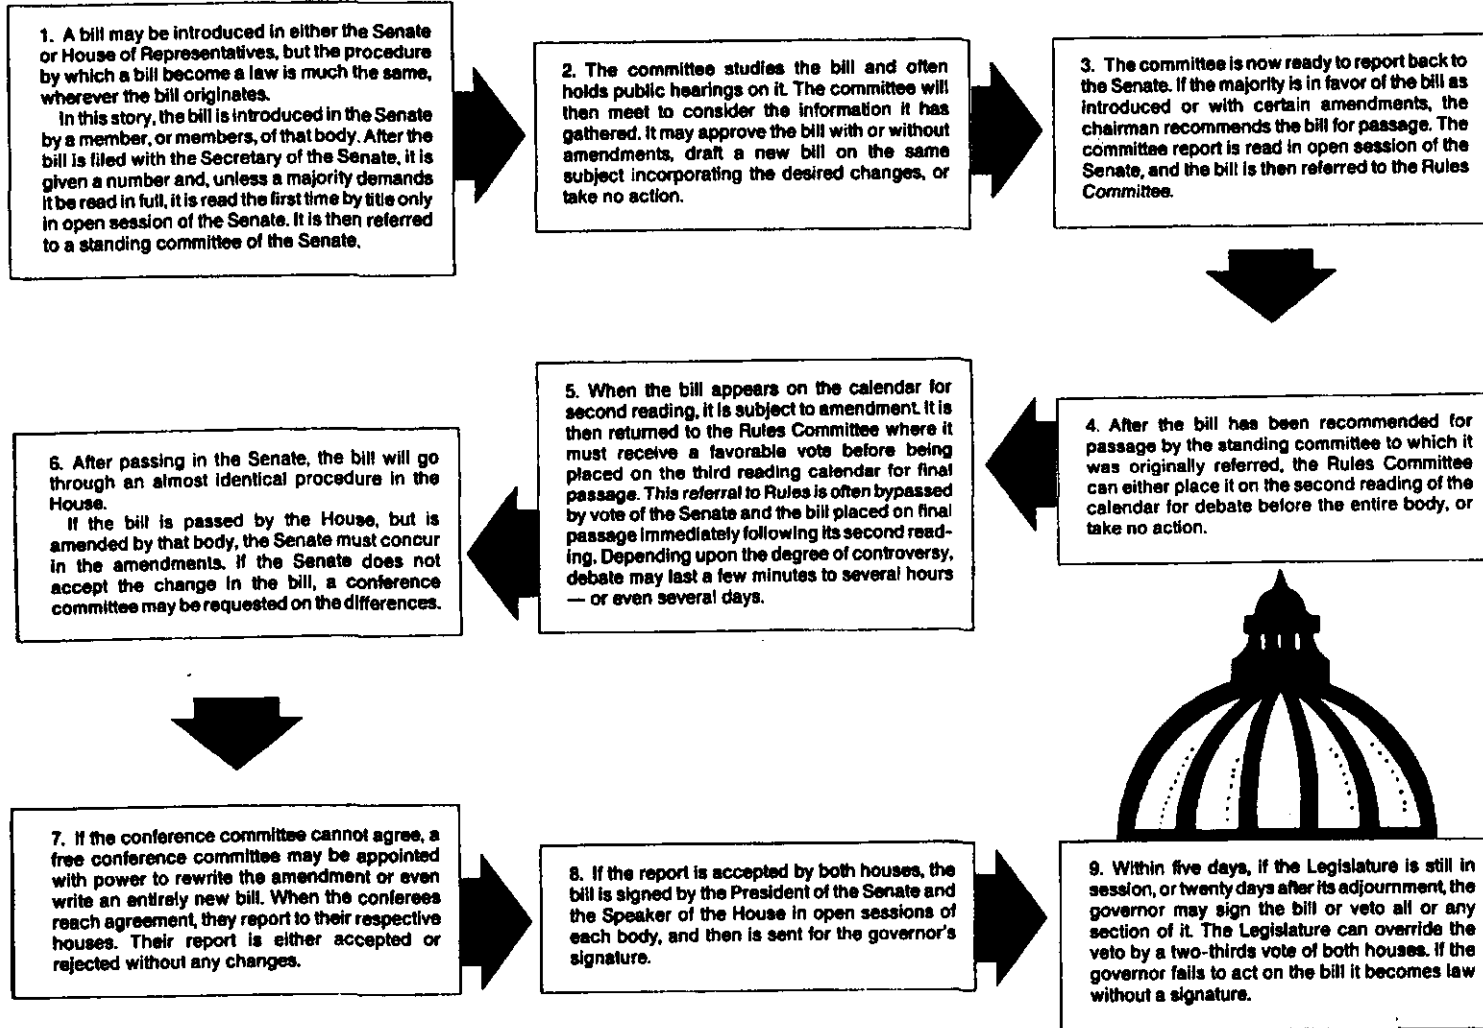 1. A bill may be introduced in either the Senate
or House of Representatives, but the procedure
by which a bill become a law is much the same,
wherever the bill originates.
In this story, the bill is introduced in the Senate
by a member, or members, of that body. After the
bill is filed with the Secretary of the Senate, it is
given a number and, unless a majority demands
it be read in full, it is read the first time by title only
in open session of the Senate. It is then referred
to a standing committee of the Senate.
2. The committee studies the bill and often
holds public hearings on it. The committee will
then meet to consider the information it has
gathered. It may approve the bill with or without
amendments, draft a new bill on the same
subject incorporating the desired changes, or
take no action.
3. The committee is now ready to report back to
the Senate. If the majority is in favor of the bill as
introduced or with certain amendments, the
chairman recommends the bill for passage. The
committee report is read in open session of the
Senate, and the bill is then referred to the Rules
Committee.
4. After the bill has been recommended for
passage by the standing committee to which it
was originally referred, the Rules Committee
can either place it on the second reading of the
calendar for debate before the entire body, or
take no action.
5. When the bill appears on the calendar for
second reading, it is subject to amendment. It is
then returned to the Rules Committee where it
must receive a favorable vote before being
placed on the third reading calendar for final
passage. This referral to Rules is often bypassed
by vote of the Senate and the bill placed on final
passage immediately following its second read-
ing. Depending upon the degree of controversy,
debate may last a few minutes to several hours
— or even several days.
6. After passing in the Senate, the bill will go
through an almost identical procedure in the
House.
If the bill is passed by the House, but is
amended by that body, the Senate must concur
in the amendments. If the Senate does not
accept the change in the bill, a conference
committee may be requested on the differences.
7. If the conference committee cannot agree, a
free conference committee may be appointed
with power to rewrite the amendment or even
write an entirely new bill. When the conferees
reach agreement, they report to their respective
houses. Their report is either accepted or
rejected without any changes.
8. If the report is accepted by both houses, the
bill is signed by the President of the Senate and
the Speaker of the House in open sessions of
each body, and then is sent for the governor's
signature.
9. Within five days, if the Legislature is still in
session, or twenty days after its adjournment, the
governor may sign the bill or veto all or any
section of it. The Legislature can override the
veto by a two-thirds vote of both houses. If the
governor fails to act on the bill it becomes law
without a signature.